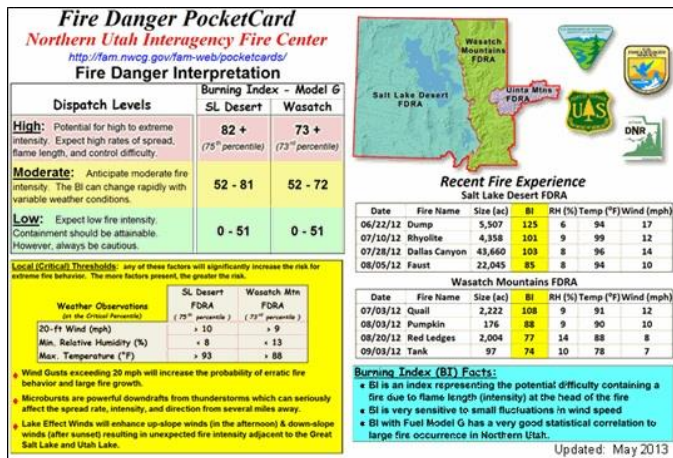 Fire Danger PocketCard
Northern Utah Interagency Fire Center
http://fam.nwcg.gov/fam-web/pocketcards/
Fire Danger Interpretation
Burning Index - Model G
Dispatch Levels
SL Desert
Wasatch
High: Potential for high to extreme
intensity. Expect high rates of spread,
flame length, and control difficulty.
82 +
(75th percentile)
73 +
(73rd percentile)
Moderate: Anticipate moderate fire
intensity. The BI can change rapidly with
variable weather conditions.
52 - 81
52 - 72
Low: Expect low fire intensity.
Containment should be attainable.
However, always be cautious.
0 - 51
0 - 51
Local (Critical) Thresholds: any of these factors will significantly increase the risk for
extreme fire behavior. The more factors present, the greater the risk.
Weather Observations
(at the Critical Percentile)
SL Desert
FDRA
( 75th percentile )
Wasatch Mtn
FDRA
( 73rd percentile )
20-ft Wind (mph) > 10 > 9
Min. Relative Humidity (%) < 8 < 13
Max. Temperature (°F) > 93 > 88
Wind Gusts exceeding 20 mph will increase the probability of erratic fire
behavior and large fire growth.
Microbursts are powerful downdrafts from thunderstorms which can seriously
affect the spread rate, intensity, and direction from several miles away.
Lake Effect Winds will enhance up-slope winds (in the afternoon) & down-slope
winds (after sunset) resulting in unexpected fire intensity adjacent to the Great
Salt Lake and Utah Lake.
Wasatch
Mountains
FDRA
Salt Lake Desert
FDRA
Uinta Mtns
FDRA
U S
DNR
Recent Fire Experience
Salt Lake Desert FDRA
Date Fire Name Size (ac) BI RH (%) Temp (°F) Wind (mph)
06/22/12 Dump 5,507 125 6 94 17
07/10/12 Rhyolite 4,358 101 9 99 12
07/28/12 Dallas Canyon 43,660 103 8 96 14
08/05/12 Faust 22,045 85 8 94 10
Wasatch Mountains FDRA
Date Fire Name Size (ac) BI RH (%) Temp (°F) Wind (mph)
07/03/12 Quail 2,222 108 9 91 12
08/03/12 Pumpkin 176 88 9 90 10
08/20/12 Red Ledges 2,004 77 14 88 8
09/03/12 Tank 97 74 10 78 7
Burning Index (BI) Facts:
BI is an index representing the potential difficulty containing a
fire due to flame length (intensity) at the head of the fire
BI is very sensitive to small fluctuations in wind speed
BI with Fuel Model G has a very good statistical correlation to
large fire occurrence in Northern Utah.
Updated: May 2013